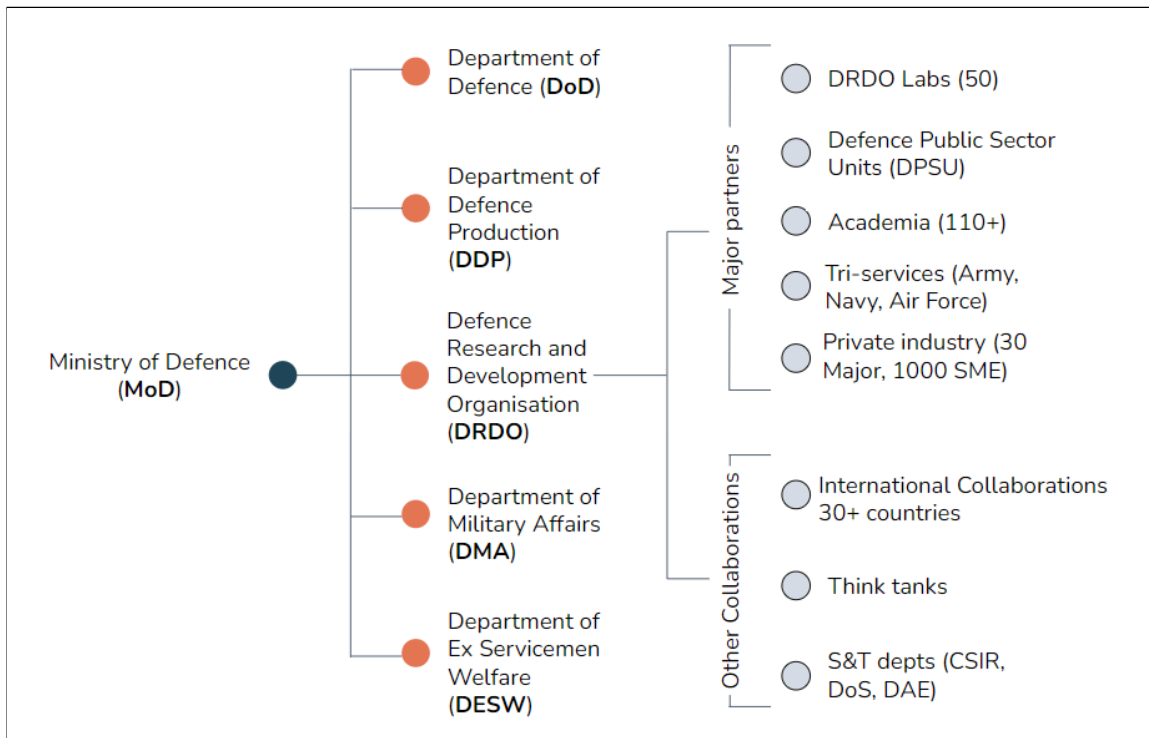 Ministry of Defence
(MoD)
Department of
Defence (DoD)
Department of
Defence
Production
(DDP)
Defence
Research and
Development
Organisation
(DRDO)
Department of
Military Affairs
(DMA)
Department of
Ex Servicemen
Welfare
(DESW)
Major partners
DRDO Labs (50)
Defence Public Sector
Units (DPSU)
Academia (110+)
Tri-services (Army,
Navy, Air Force)
Private industry (30
Major, 1000 SME)
Other Collaborations
International Collaborations
30+ countries
Think tanks
S&T depts (CSIR,
DoS, DAE)